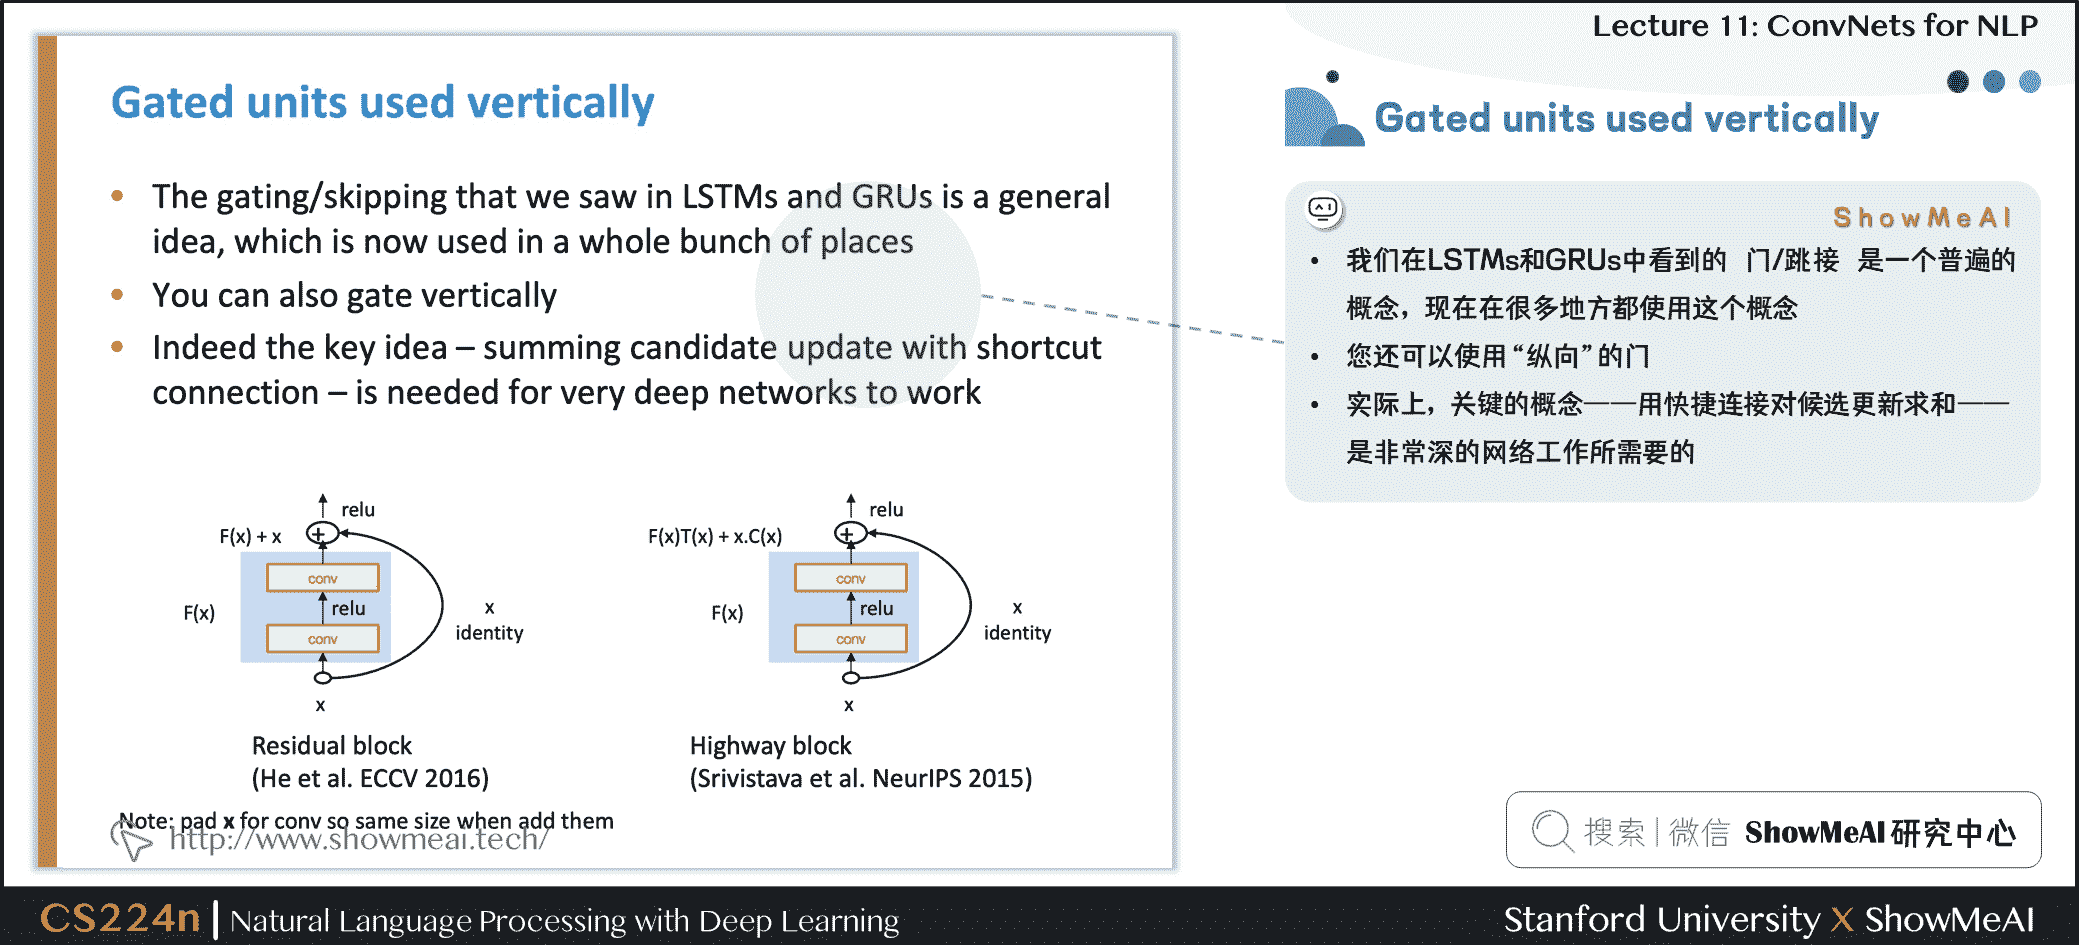 Lecture 11: ConvNets for NLP
Gated units used vertically
• The gating/skipping that we saw in LSTMs and GRUs is a general
idea, which is now used in a whole bunch of places
• You can also gate vertically
• Indeed the key idea – summing candidate update with shortcut
connection – is needed for very deep networks to work
relu
F(x) + x
+
conv
F(x)
relu
x
identity
conv
x
Residual block
(He et al. ECCV 2016)
relu
F(x)T(x) + x.C(x)
+
conv
F(x)
relu
x
identity
conv
x
Highway block
(Srivistava et al. NeurIPS 2015)
Note: pad x for conv so same size when add them
http://www.showmeai.tech/
Gated units used vertically
ShowMeAI
• 我们在LSTMs和GRUs中看到的 门/跳接 是一个普遍的
概念，现在在很多地方都使用这个概念
• 您还可以使用“纵向”的门
• 实际上，关键的概念——用快捷连接对候选更新求和——
是非常深的网络工作所需要的
搜索|微信 ShowMeAI 研究中心
CS224n | Natural Language Processing with Deep Learning
Stanford University X ShowMeAI